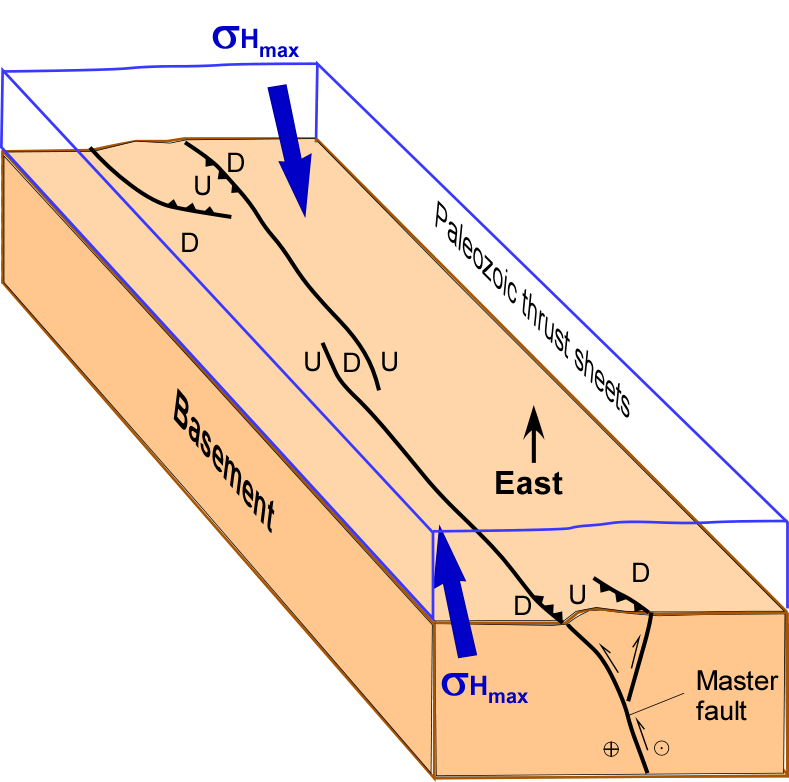 σHmax
D
U
D
Paleozoic thrust sheets
U D U
Basement
East
D U D
σHmax
Master
fault